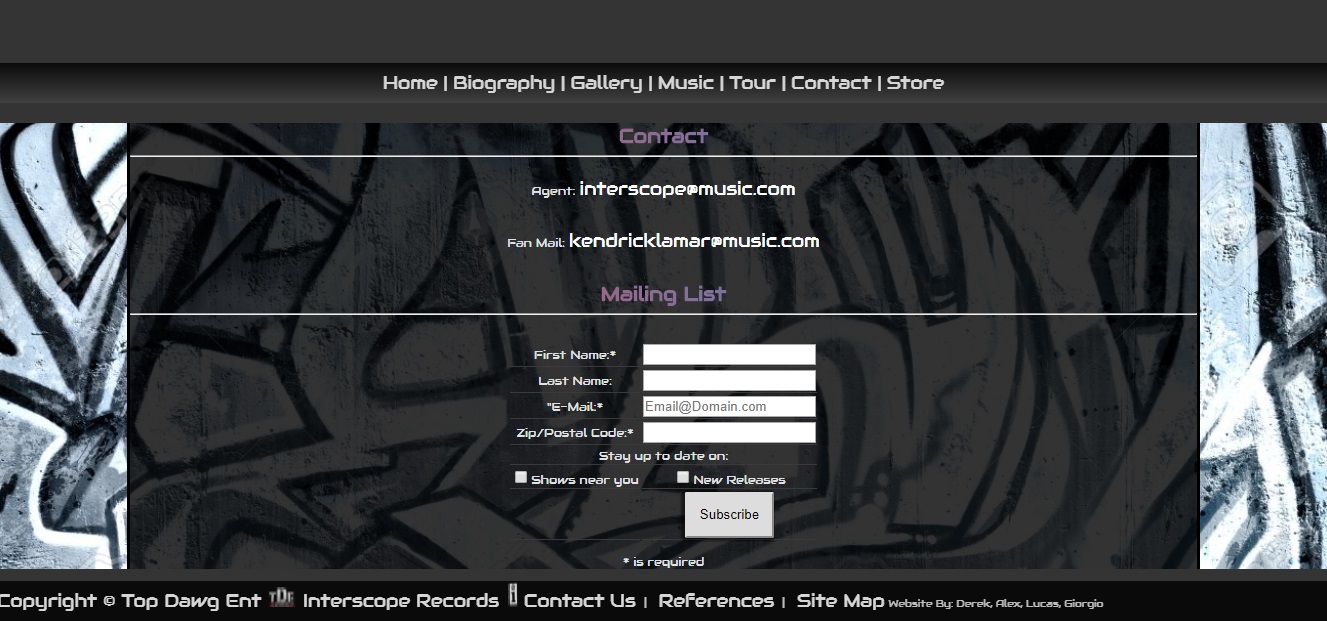 Home | Biography | Gallery | Music | Tour | Contact | Store
Contact
Agent: interscope@music.com
Fan Mail: kendricklamar@music.com
Mailing List
First Name:*
Last Name:
"E-Mail:* Email@Domain.com
Zip/Postal Code:*
Stay up to date on:
Shows near you New Releases
Subscribe
* is required
Copyright © Top Dawg Ent TDE Interscope Records Contact Us | References | Site Map Website By: Derek, Alex, Lucas, Giorgio